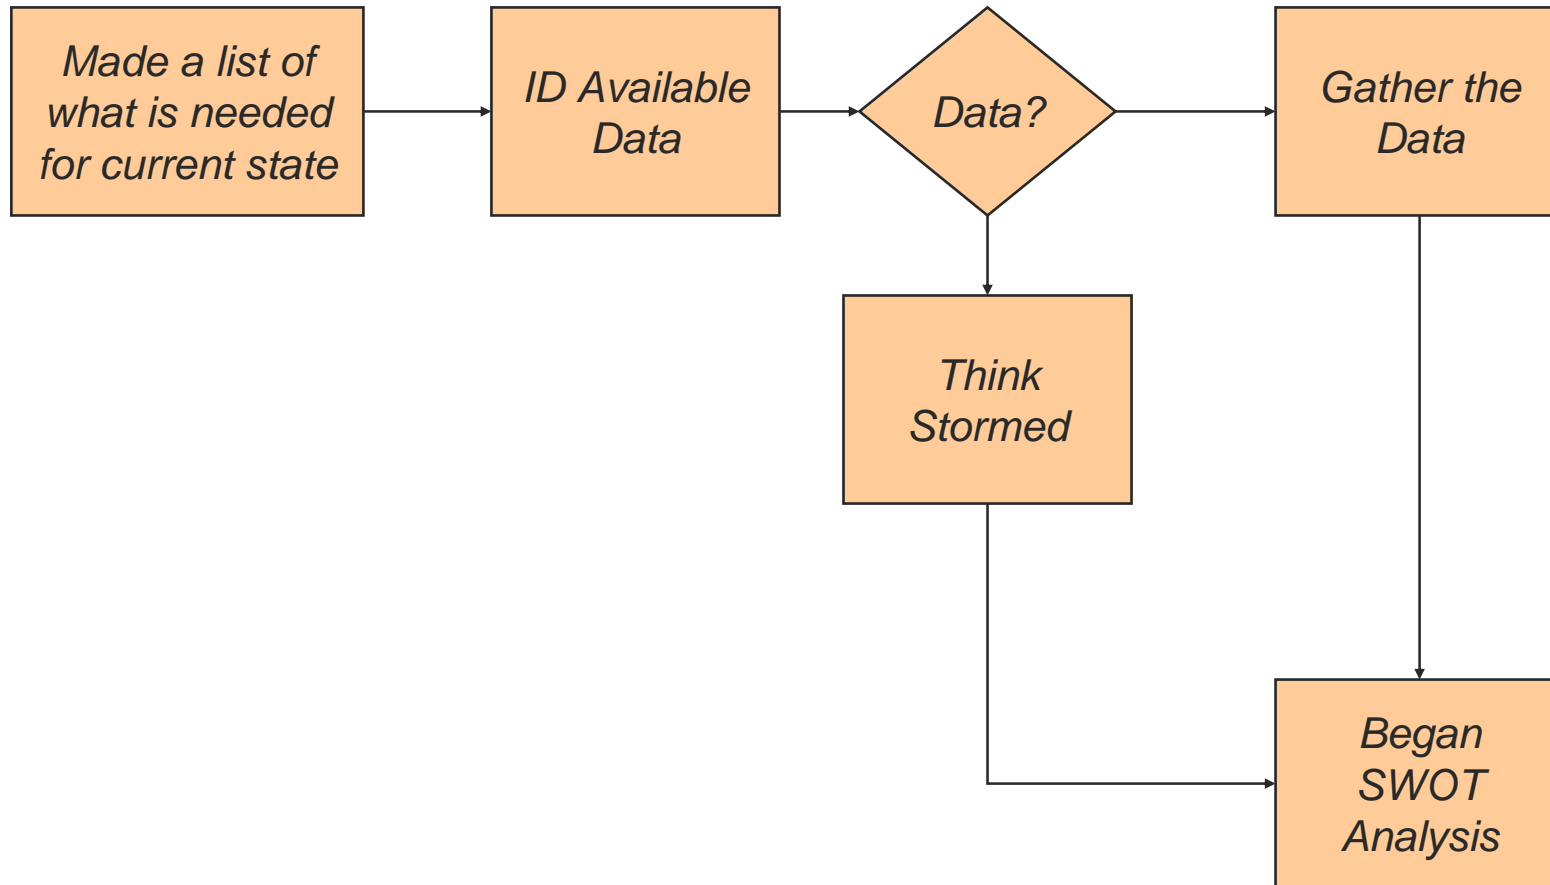 Made a list of
what is needed
for current state
ID Available
Data
Data?
Gather the
Data
Think
Stormed
Began
SWOT
Analysis